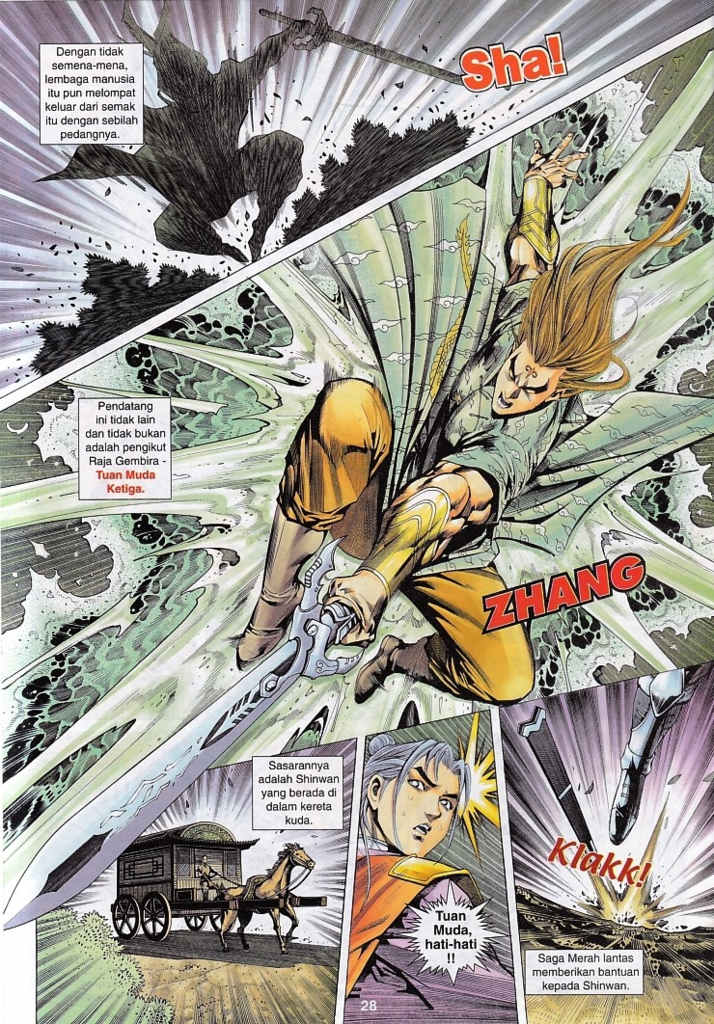 Dengan tidak
semena-mena,
lembaga manusia
itu pun melompat
keluar dari semak
itu dengan sebilah
pedangnya.
Sha!
Pendatang
ini tidak lain
dan tidak bukan
adalah pengikut
Raja Gembira -
Tuan Muda
Ketiga.
ZHANG
Sasarannya
adalah Shinwan
yang berada di
dalam kereta
kuda.
Tuan
Muda,
hati-hati
!!
Klakk!
Saga Merah lantas
memberikan bantuan
kepada Shinwan.
28